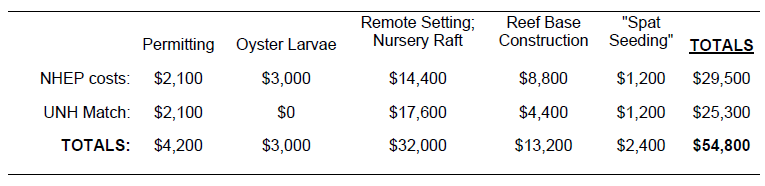 Remote Setting; Reef Base "Spat
Permitting Oyster Larvae Nursery Raft Construction Seeding" TOTALS
NHEP costs: $2,100 $3,000 $14,400 $8,800 $1,200 $29,500
UNH Match: $2,100 $0 $17,600 $4,400 $1,200 $25,300
TOTALS: $4,200 $3,000 $32,000 $13,200 $2,400 $54,800